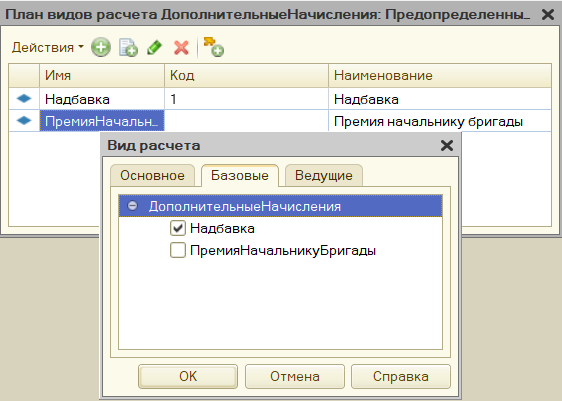 План видов расчета ДополнительныеНачисления: Предопределенны...
Действия
Имя Код Наименование
Надбавка 1 Надбавка
ПремияНачальн... Премия начальнику бригады
Вид расчета
Основное Базовые Ведущие
ДополнительныеНачисления
Надбавка
ПремияНачальникуБригады
OK Отмена Справка